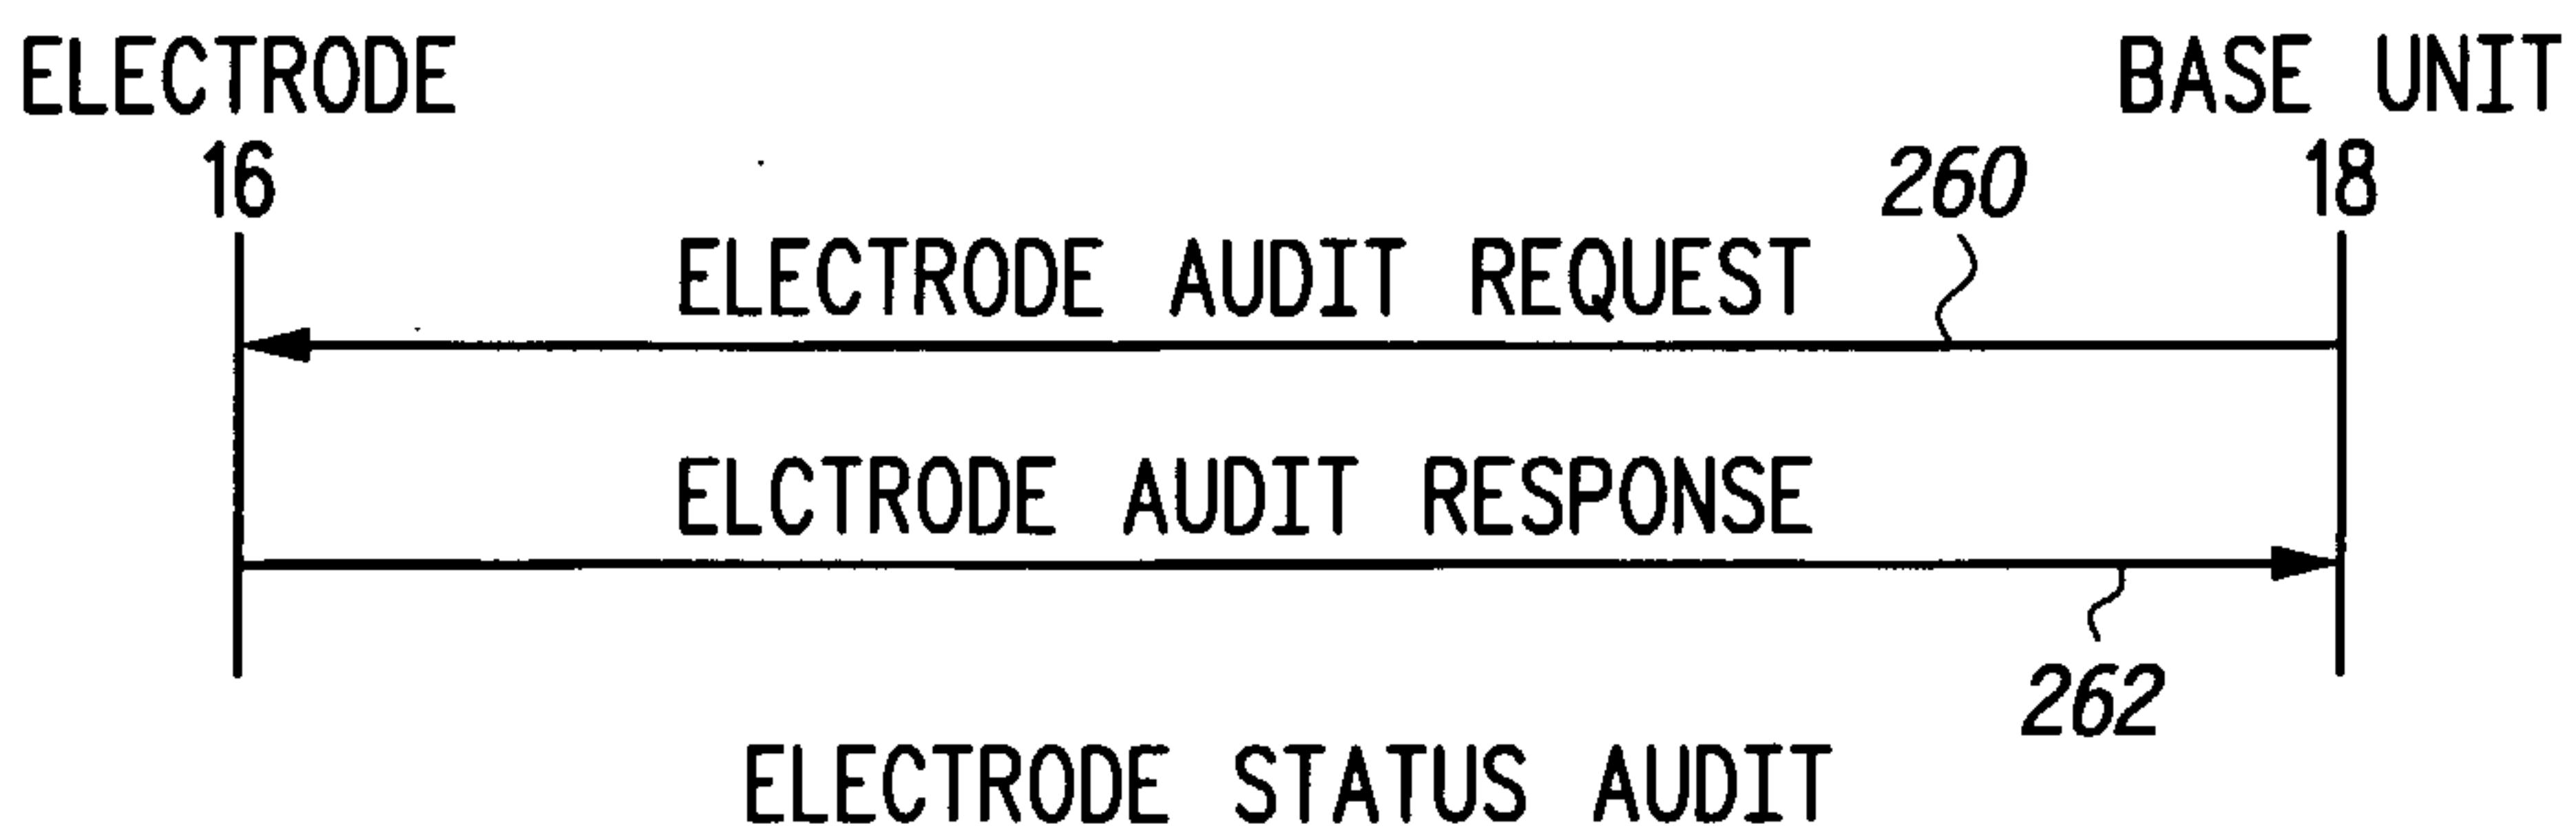 ELECTRODE
16
BASE UNIT
18
260
ELECTRODE AUDIT REQUEST
ELCTRODE AUDIT RESPONSE
262
ELECTRODE STATUS AUDIT